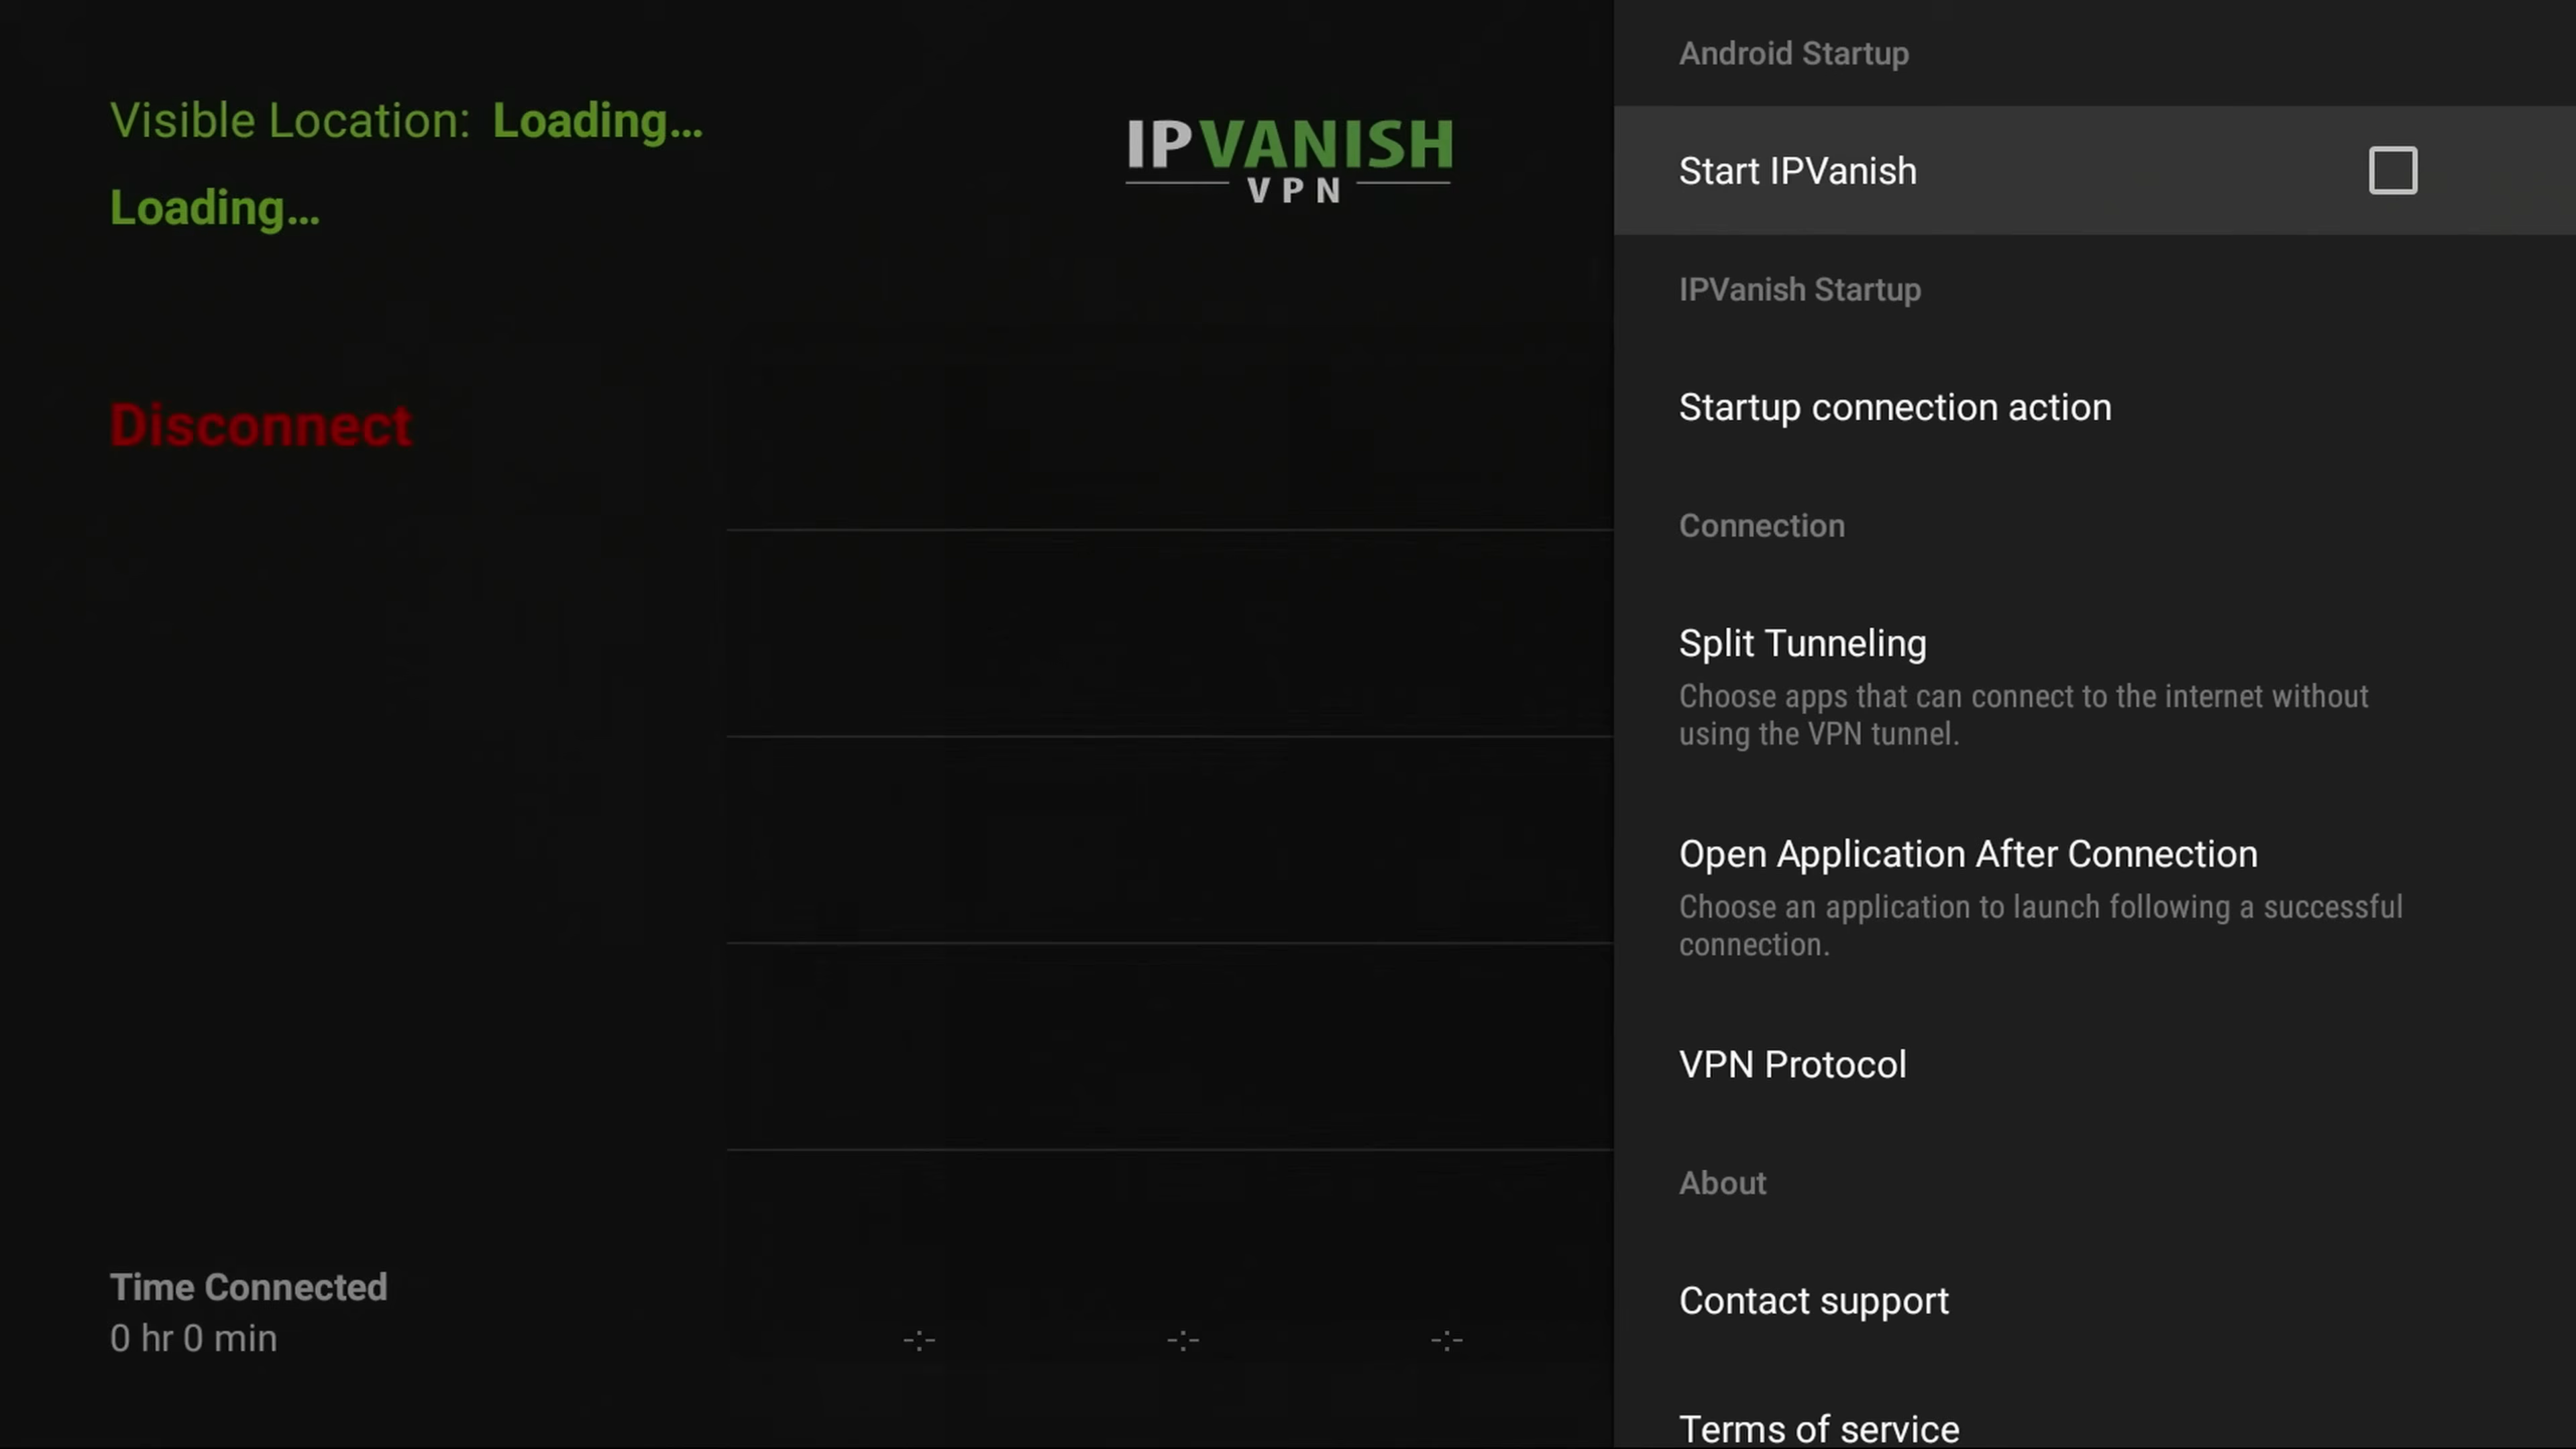 Visible Location: Loading...
Loading...
IPVANISH
VPN
Disconnect
Time Connected
0 hr 0 min
-:- -:- -:-
Android Startup
Start IPVanish
IPVanish Startup
Startup connection action
Connection
Split Tunneling
Choose apps that can connect to the internet without
using the VPN tunnel.
Open Application After Connection
Choose an application to launch following a successful
connection.
VPN Protocol
About
Contact support
Terms of service